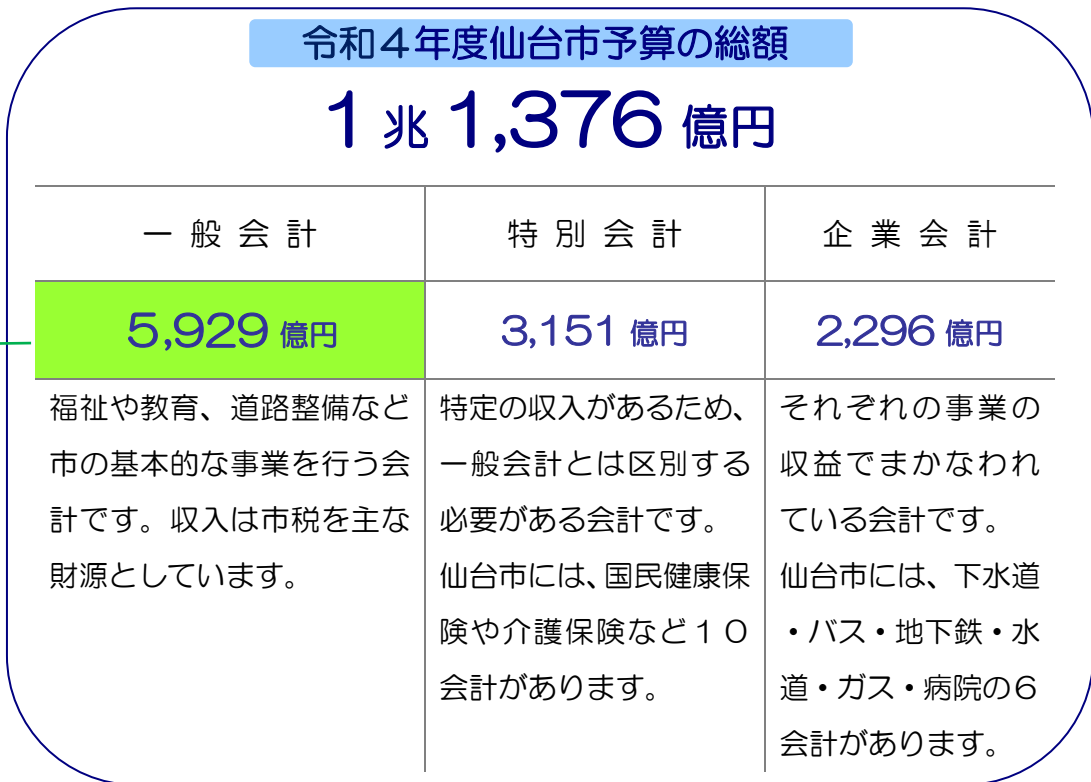 令和４年度仙台市予算の総額
１兆１,３７６億円
一般会計
特別会計
企業会計
５,９２９億円
３,１５１億円
２,２９６億円
福祉や教育、道路整備など
市の基本的な事業を行う会
計です。収入は市税を主な
財源としています。
特定の収入があるため、
一般会計とは区別する
必要がある会計です。
仙台市には、国民健康保
険や介護保険など１０
会計があります。
それぞれの事業の
収益でまかなわれ
ている会計です。
仙台市には、下水道
・バス・地下鉄・水
道・ガス・病院の６
会計があります。